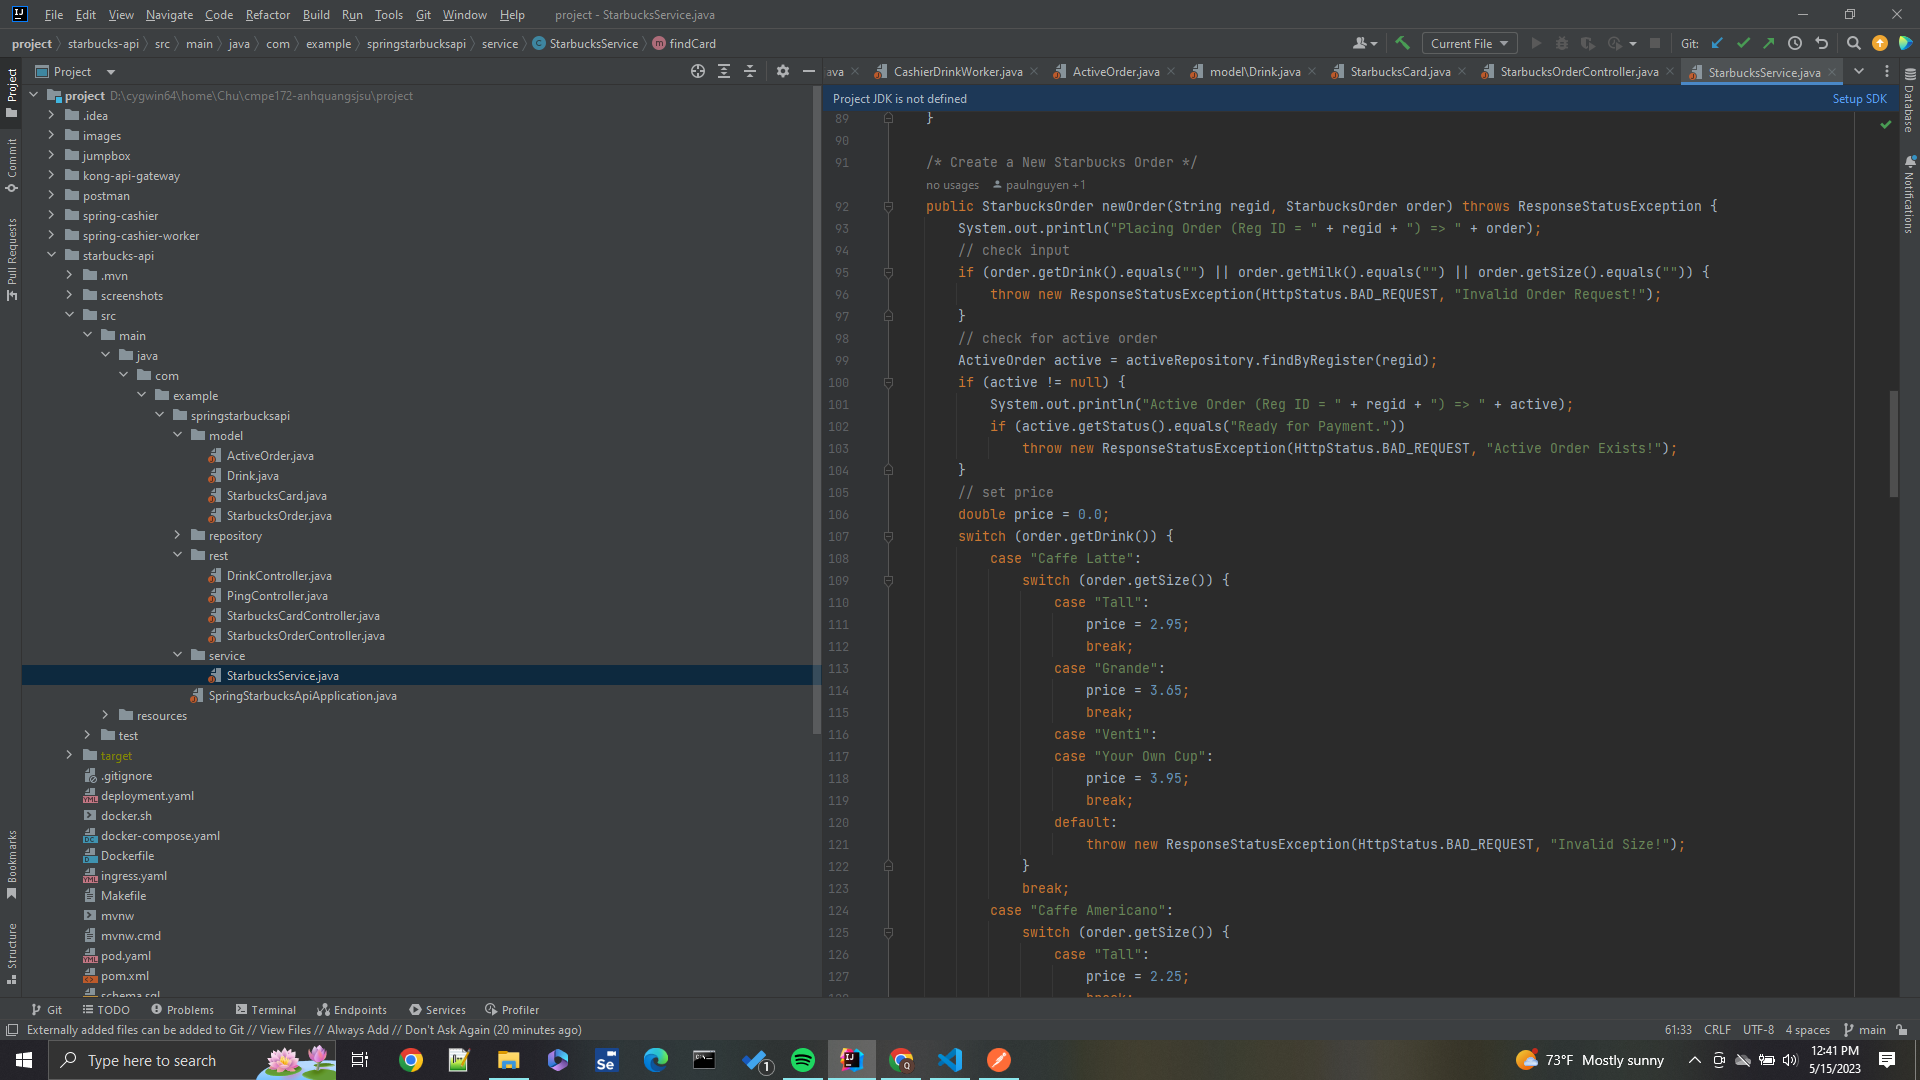 File Edit View Navigate Code Refactor Build Run Tools Git Window Help project - StarbucksService.java
project starbucks-api src main java com example springstarbucksapi service StarbucksService findCard Current File Git:
Project
ava CashierDrinkWorker.java ActiveOrder.java model\Drink.java StarbucksCard.java StarbucksOrderController.java StarbucksService.java
Project JDK is not defined Setup SDK
Project
Commit
Pull Requests
Bookmarks
Structure
Database
Notifications
project D:\cygwin64\home\Chu\cmpe172-anhquangsjsu\project
.idea
images
jumpbox
kong-api-gateway
postman
spring-cashier
spring-cashier-worker
starbucks-api
.mvn
screenshots
src
main
java
com
example
springstarbucksapi
model
ActiveOrder.java
Drink.java
StarbucksCard.java
StarbucksOrder.java
repository
rest
DrinkController.java
PingController.java
StarbucksCardController.java
StarbucksOrderController.java
service
StarbucksService.java
SpringStarbucksApiApplication.java
resources
test
target
.gitignore
deployment.yaml
docker.sh
docker-compose.yaml
Dockerfile
ingress.yaml
Makefile
mvnw
mvnw.cmd
pod.yaml
pom.xml
schema.sql
89 }
90
91 /* Create a New Starbucks Order */
no usages paulnguyen +1
92 public StarbucksOrder newOrder(String regid, StarbucksOrder order) throws ResponseStatusException {
93 System.out.println("Placing Order (Reg ID = " + regid + ") => " + order);
94 // check input
95 if (order.getDrink().equals("") || order.getMilk().equals("") || order.getSize().equals("")) {
96 throw new ResponseStatusException(HttpStatus.BAD_REQUEST, "Invalid Order Request!");
97 }
98 // check for active order
99 ActiveOrder active = activeRepository.findByRegister(regid);
100 if (active != null) {
101 System.out.println("Active Order (Reg ID = " + regid + ") => " + active);
102 if (active.getStatus().equals("Ready for Payment."))
103 throw new ResponseStatusException(HttpStatus.BAD_REQUEST, "Active Order Exists!");
104 }
105 // set price
106 double price = 0.0;
107 switch (order.getDrink()) {
108 case "Caffe Latte":
109 switch (order.getSize()) {
110 case "Tall":
111 price = 2.95;
112 break;
113 case "Grande":
114 price = 3.65;
115 break;
116 case "Venti":
117 case "Your Own Cup":
118 price = 3.95;
119 break;
120 default:
121 throw new ResponseStatusException(HttpStatus.BAD_REQUEST, "Invalid Size!");
122 }
123 break;
124 case "Caffe Americano":
125 switch (order.getSize()) {
126 case "Tall":
127 price = 2.25;
128 break;
Git TODO Problems Terminal Endpoints Services Profiler
Externally added files can be added to Git // View Files // Always Add // Don't Ask Again (20 minutes ago) 61:33 CRLF UTF-8 4 spaces main
Type here to search 73°F Mostly sunny 12:41 PM
5/15/2023